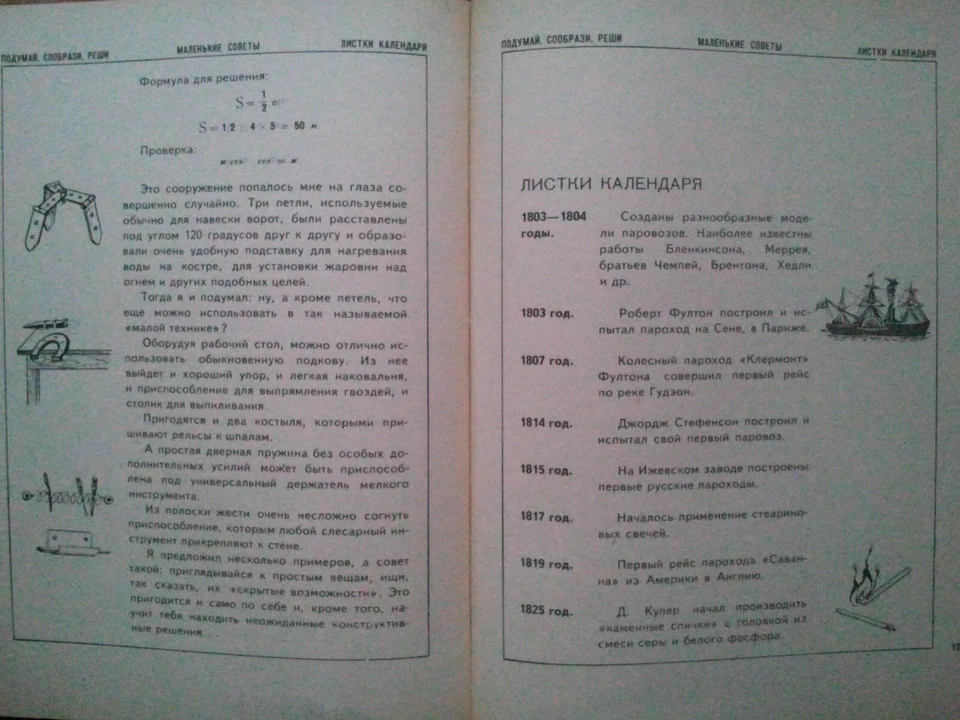 ПОДУМАЙ, СООБРАЗИ, РЕШИ МАЛЕНЬКИЕ СОВЕТЫ ЛИСТКИ КАЛЕНДАРЯ
Формула для решения:
S = 1/2
Проверка:
Это сооружение попалось мне на глаза со-
вершенно случайно. Три петли, используемые
обычно для навески ворот, были расставлены
под углом 120 градусов друг к другу и образо-
вали очень удобную подставку для нагревания
воды на костре, для установки жаровни над
огнем и других подобных целей.
Тогда я и подумал: ну, а кроме петель, что
еще можно использовать в так называемой
«малой технике»?
Оборудуя рабочий стол, можно отлично ис-
пользовать обыкновенную подкову. Из нее
выйдет и хороший упор, и легкая наковальня,
и приспособление для выпрямления гвоздей, и
столик для выпиливания.
Пригодятся и два костыля, которыми при-
шивают рельсы к шпалам.
А простая дверная пружина без особых до-
полнительных усилий может быть приспособ-
лена под универсальный держатель мелкого
инструмента.
Из полоски жести очень несложно согнуть
приспособление, которым любой слесарный ин-
струмент прикрепляют к стене.
Я предложил несколько примеров, а совет
такой: приглядывайся к простым вещам, ищи,
так сказать, их «скрытые возможности». Это
пригодится и само по себе и, кроме того, на-
учит тебя находить неожиданные конструктив-
ные решения.
ПОДУМАЙ, СООБРАЗИ, РЕШИ МАЛЕНЬКИЕ СОВЕТЫ ЛИСТКИ КАЛЕНДАРЯ
ЛИСТКИ КАЛЕНДАРЯ
1803—1804 Созданы разнообразные моде-
годы. ли паровозов. Наиболее известны
работы Бленкинсона, Меррея,
братьев Чемпей, Брентона, Хедли
и др.
1803 год. Роберт Фултон построил и ис-
пытал пароход на Сене, в Париже.
1807 год. Колесный пароход «Клермонт»
Фултона совершил первый рейс
по реке Гудзон.
1814 год. Джордж Стефенсон построил и
испытал свой первый паровоз.
1815 год. На Ижевском заводе построены
первые русские пароходы.
1817 год. Началось применение стеарино-
вых свечей.
1819 год. Первый рейс парохода «Саван-
на» из Америки в Англию.
1825 год. Д. Купер начал производить
«каменные спички» с головкой из
смеси серы и белого фосфора.